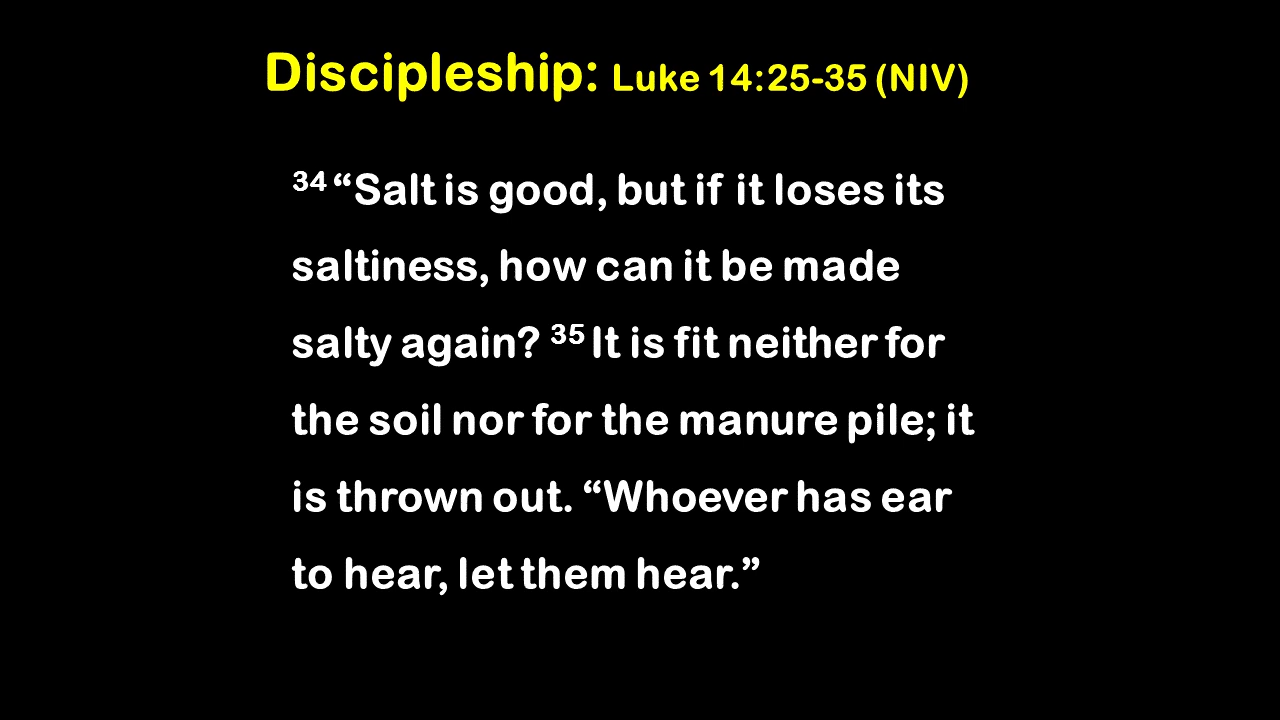 Discipleship: Luke 14:25-35 (NIV)
34 “Salt is good, but if it loses its
saltiness, how can it be made
salty again? 35 It is fit neither for
the soil nor for the manure pile; it
is thrown out. “Whoever has ear
to hear, let them hear.”